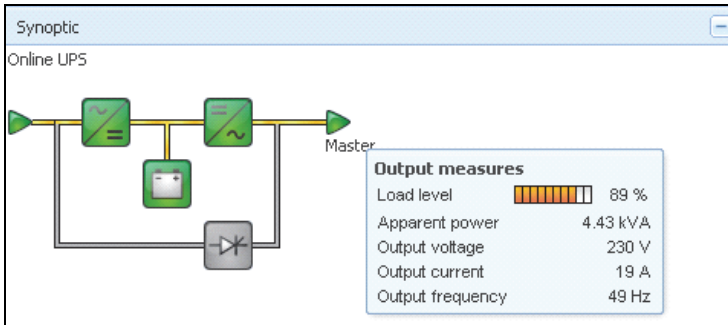 Synoptic
Online UPS
Master
Output measures
Load level 89 %
Apparent power 4.43 kVA
Output voltage 230 V
Output current 19 A
Output frequency 49 Hz